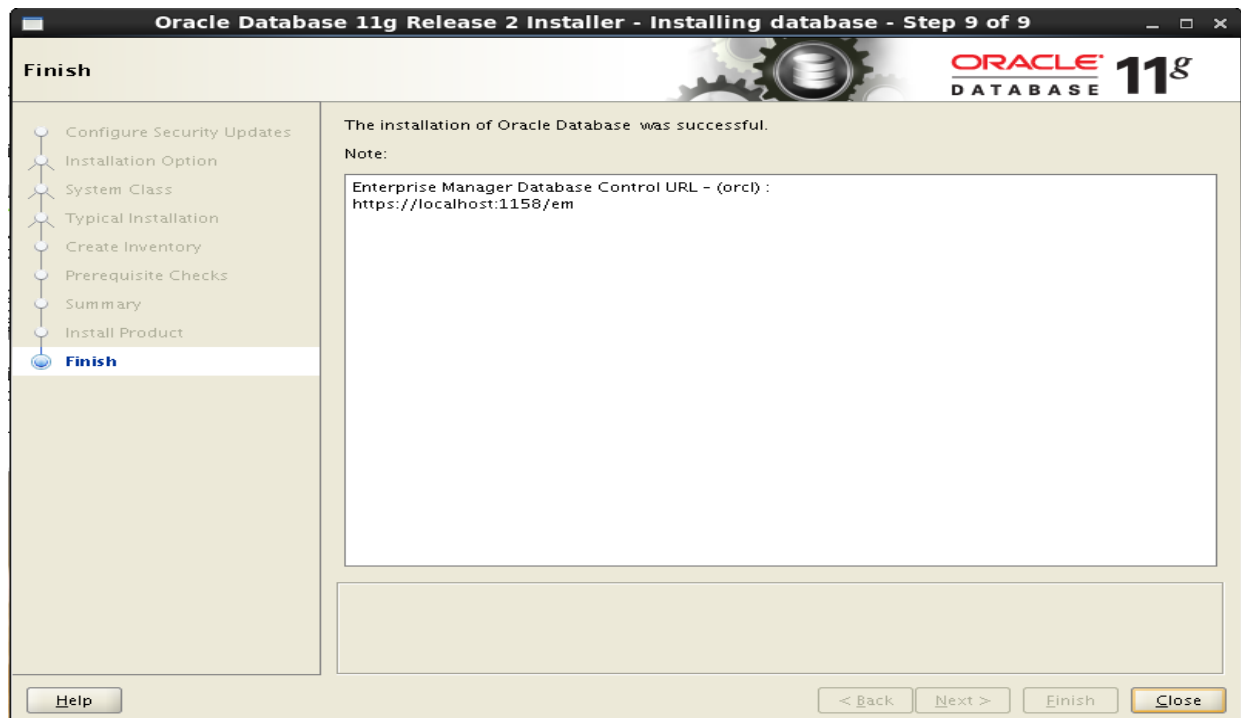 Oracle Database 11g Release 2 Installer - Installing database - Step 9 of 9
Finish
ORACLE DATABASE 11g
Configure Security Updates
Installation Option
System Class
Typical Installation
Create Inventory
Prerequisite Checks
Summary
Install Product
Finish
The installation of Oracle Database was successful.
Note:
Enterprise Manager Database Control URL - (orcl) :
https://localhost:1158/em
Help
< Back
Next >
Finish
Close